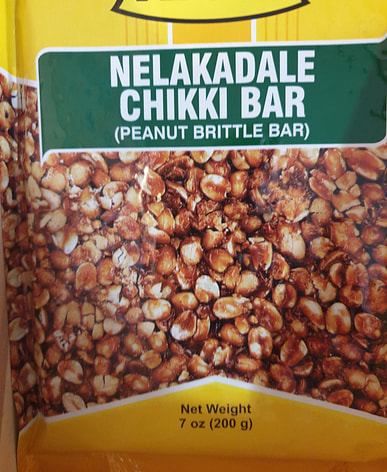 NELAKADALE
CHIKKI BAR
(PEANUT BRITTLE BAR)
Net Weight
7 oz (200 g)